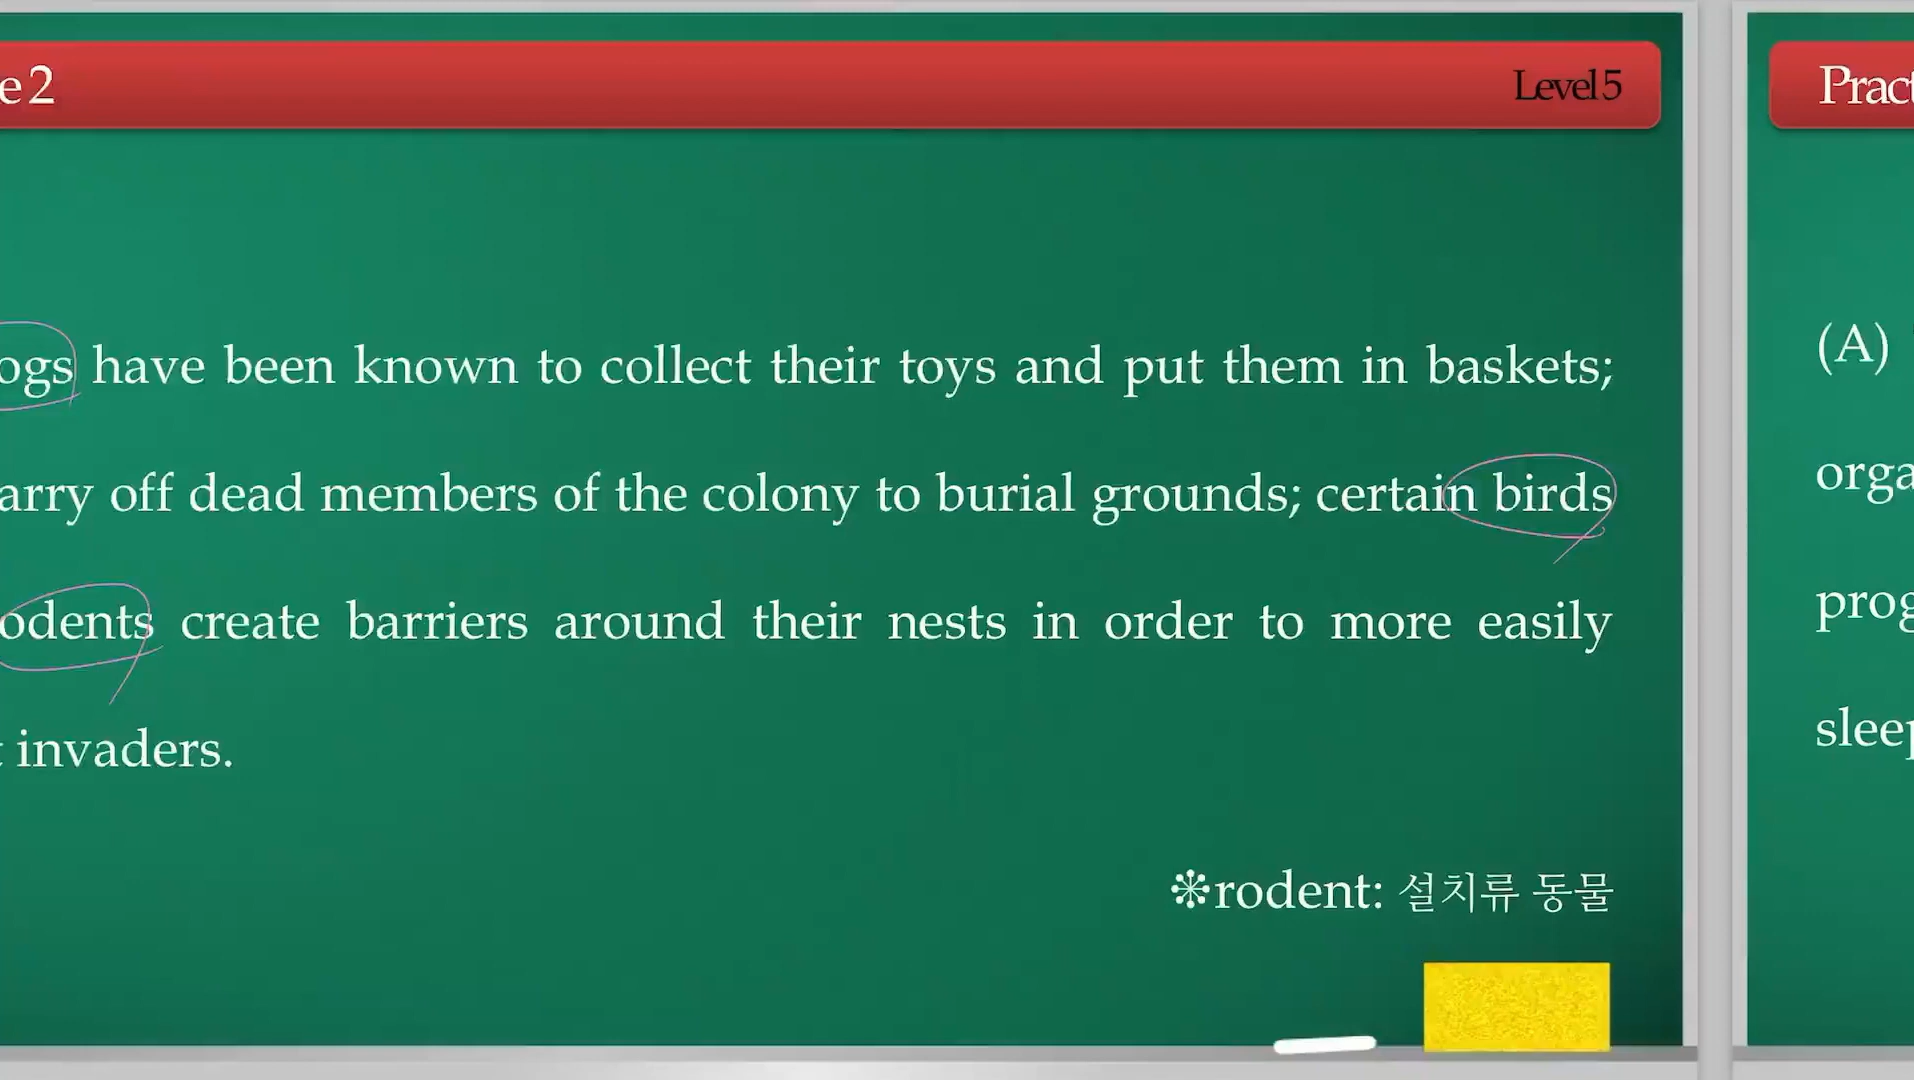 e 2
Level 5
ogs have been known to collect their toys and put them in baskets;
arry off dead members of the colony to burial grounds; certain birds
odents create barriers around their nests in order to more easily
invaders.
※rodent: 설치류 동물
Pract
(A)
orga
prog
sleep